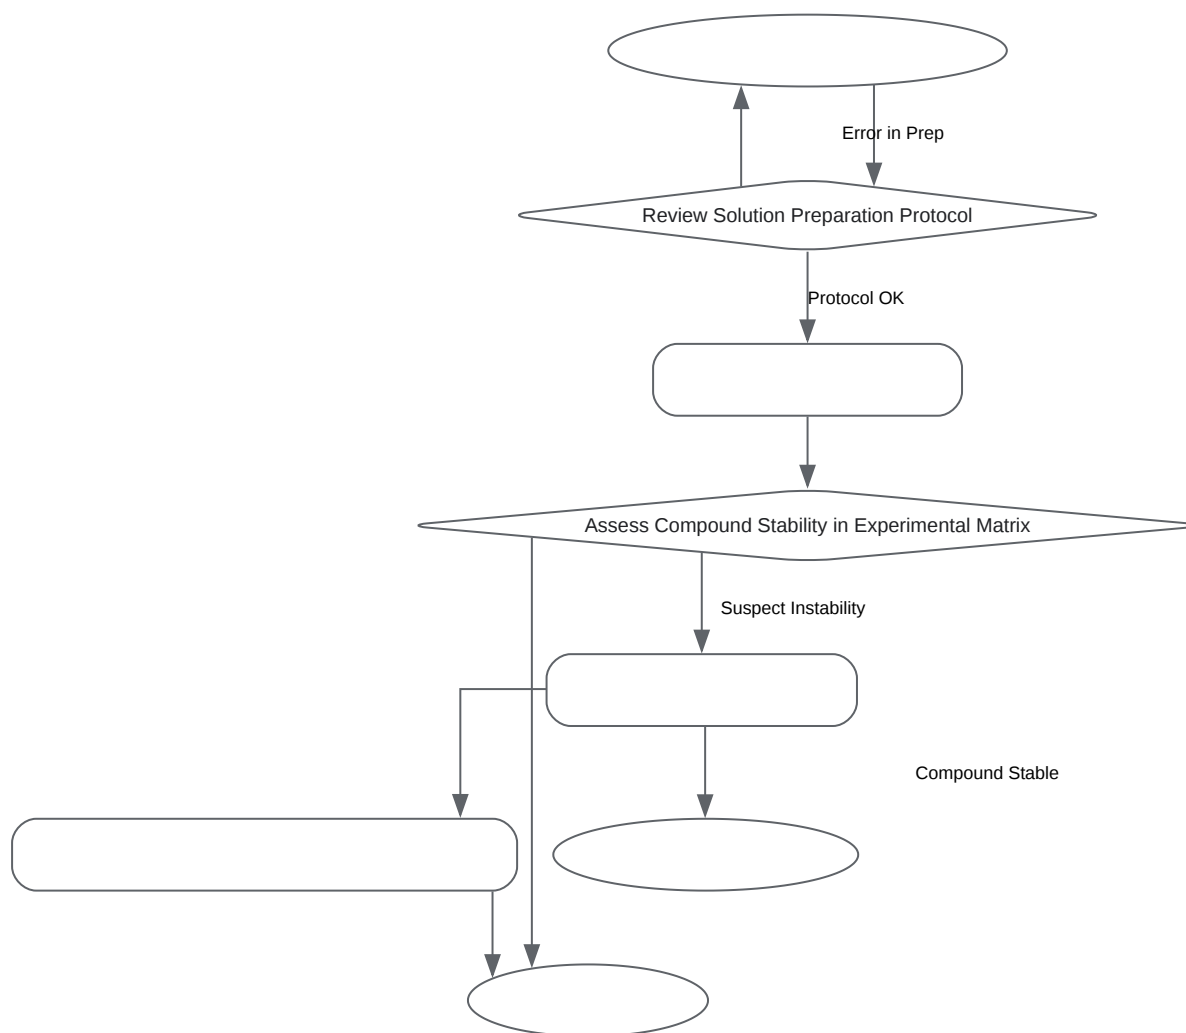 Error in Prep
Review Solution Preparation Protocol
Protocol OK
Assess Compound Stability in Experimental Matrix
Suspect Instability
Compound Stable